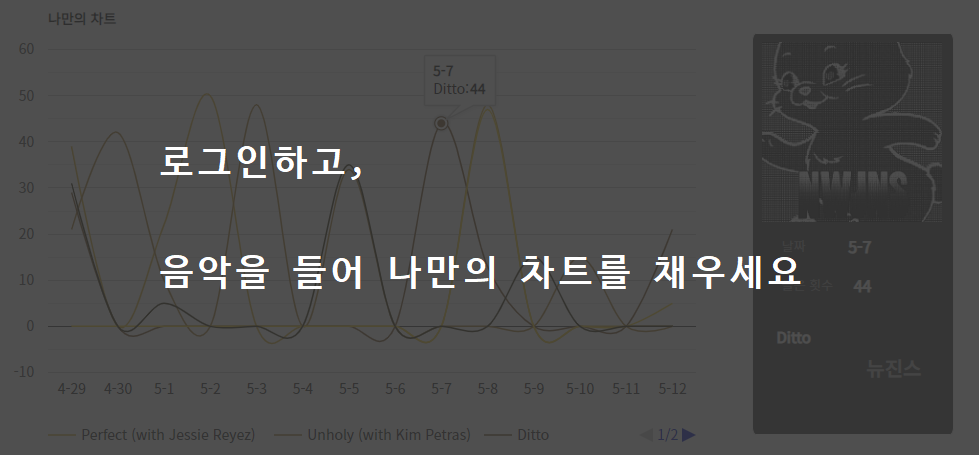 나만의 차트
60
50
40
30
20
10
0
-10
5-7
Ditto:44
로그인하고,
음악을 들어 나만의 차트를 채우세요
4-29 4-30 5-1 5-2 5-3 5-4 5-5 5-6 5-7 5-8 5-9 5-10 5-11 5-12
Perfect (with Jessie Reyez) Unholy (with Kim Petras) Ditto 1/2
NWJNS
날짜 5-7
횟수 44
Ditto
뉴진스